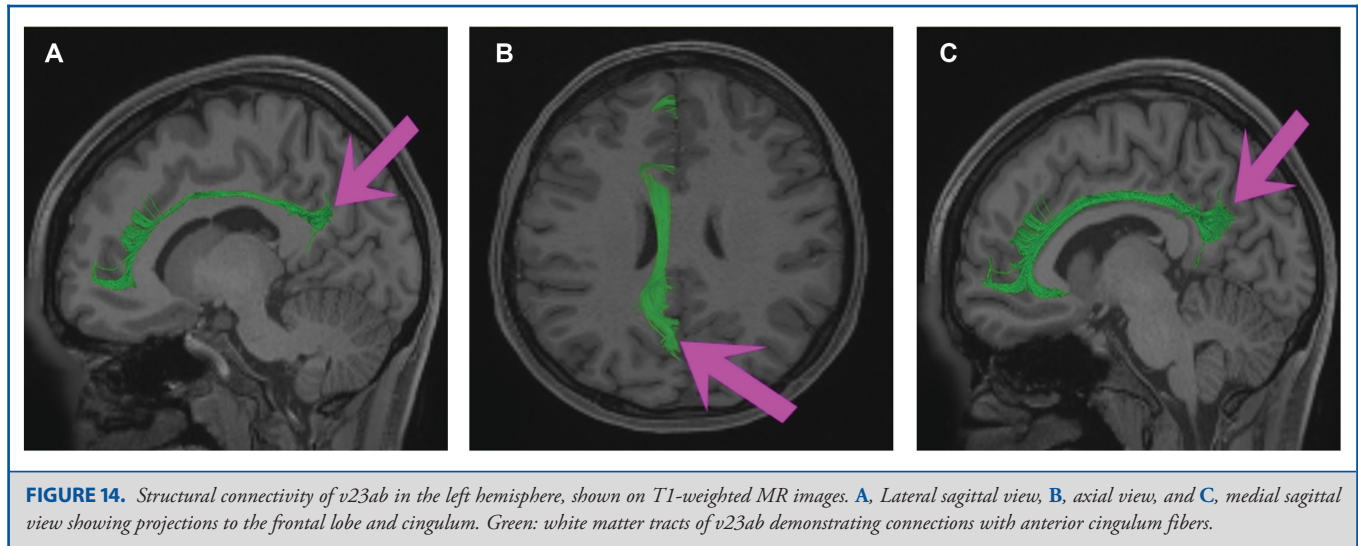 A
B
C
FIGURE 14. Structural connectivity of v23ab in the left hemisphere, shown on T1-weighted MR images. A, Lateral sagittal view, B, axial view, and C, medial sagittal
view showing projections to the frontal lobe and cingulum. Green: white matter tracts of v23ab demonstrating connections with anterior cingulum fibers.